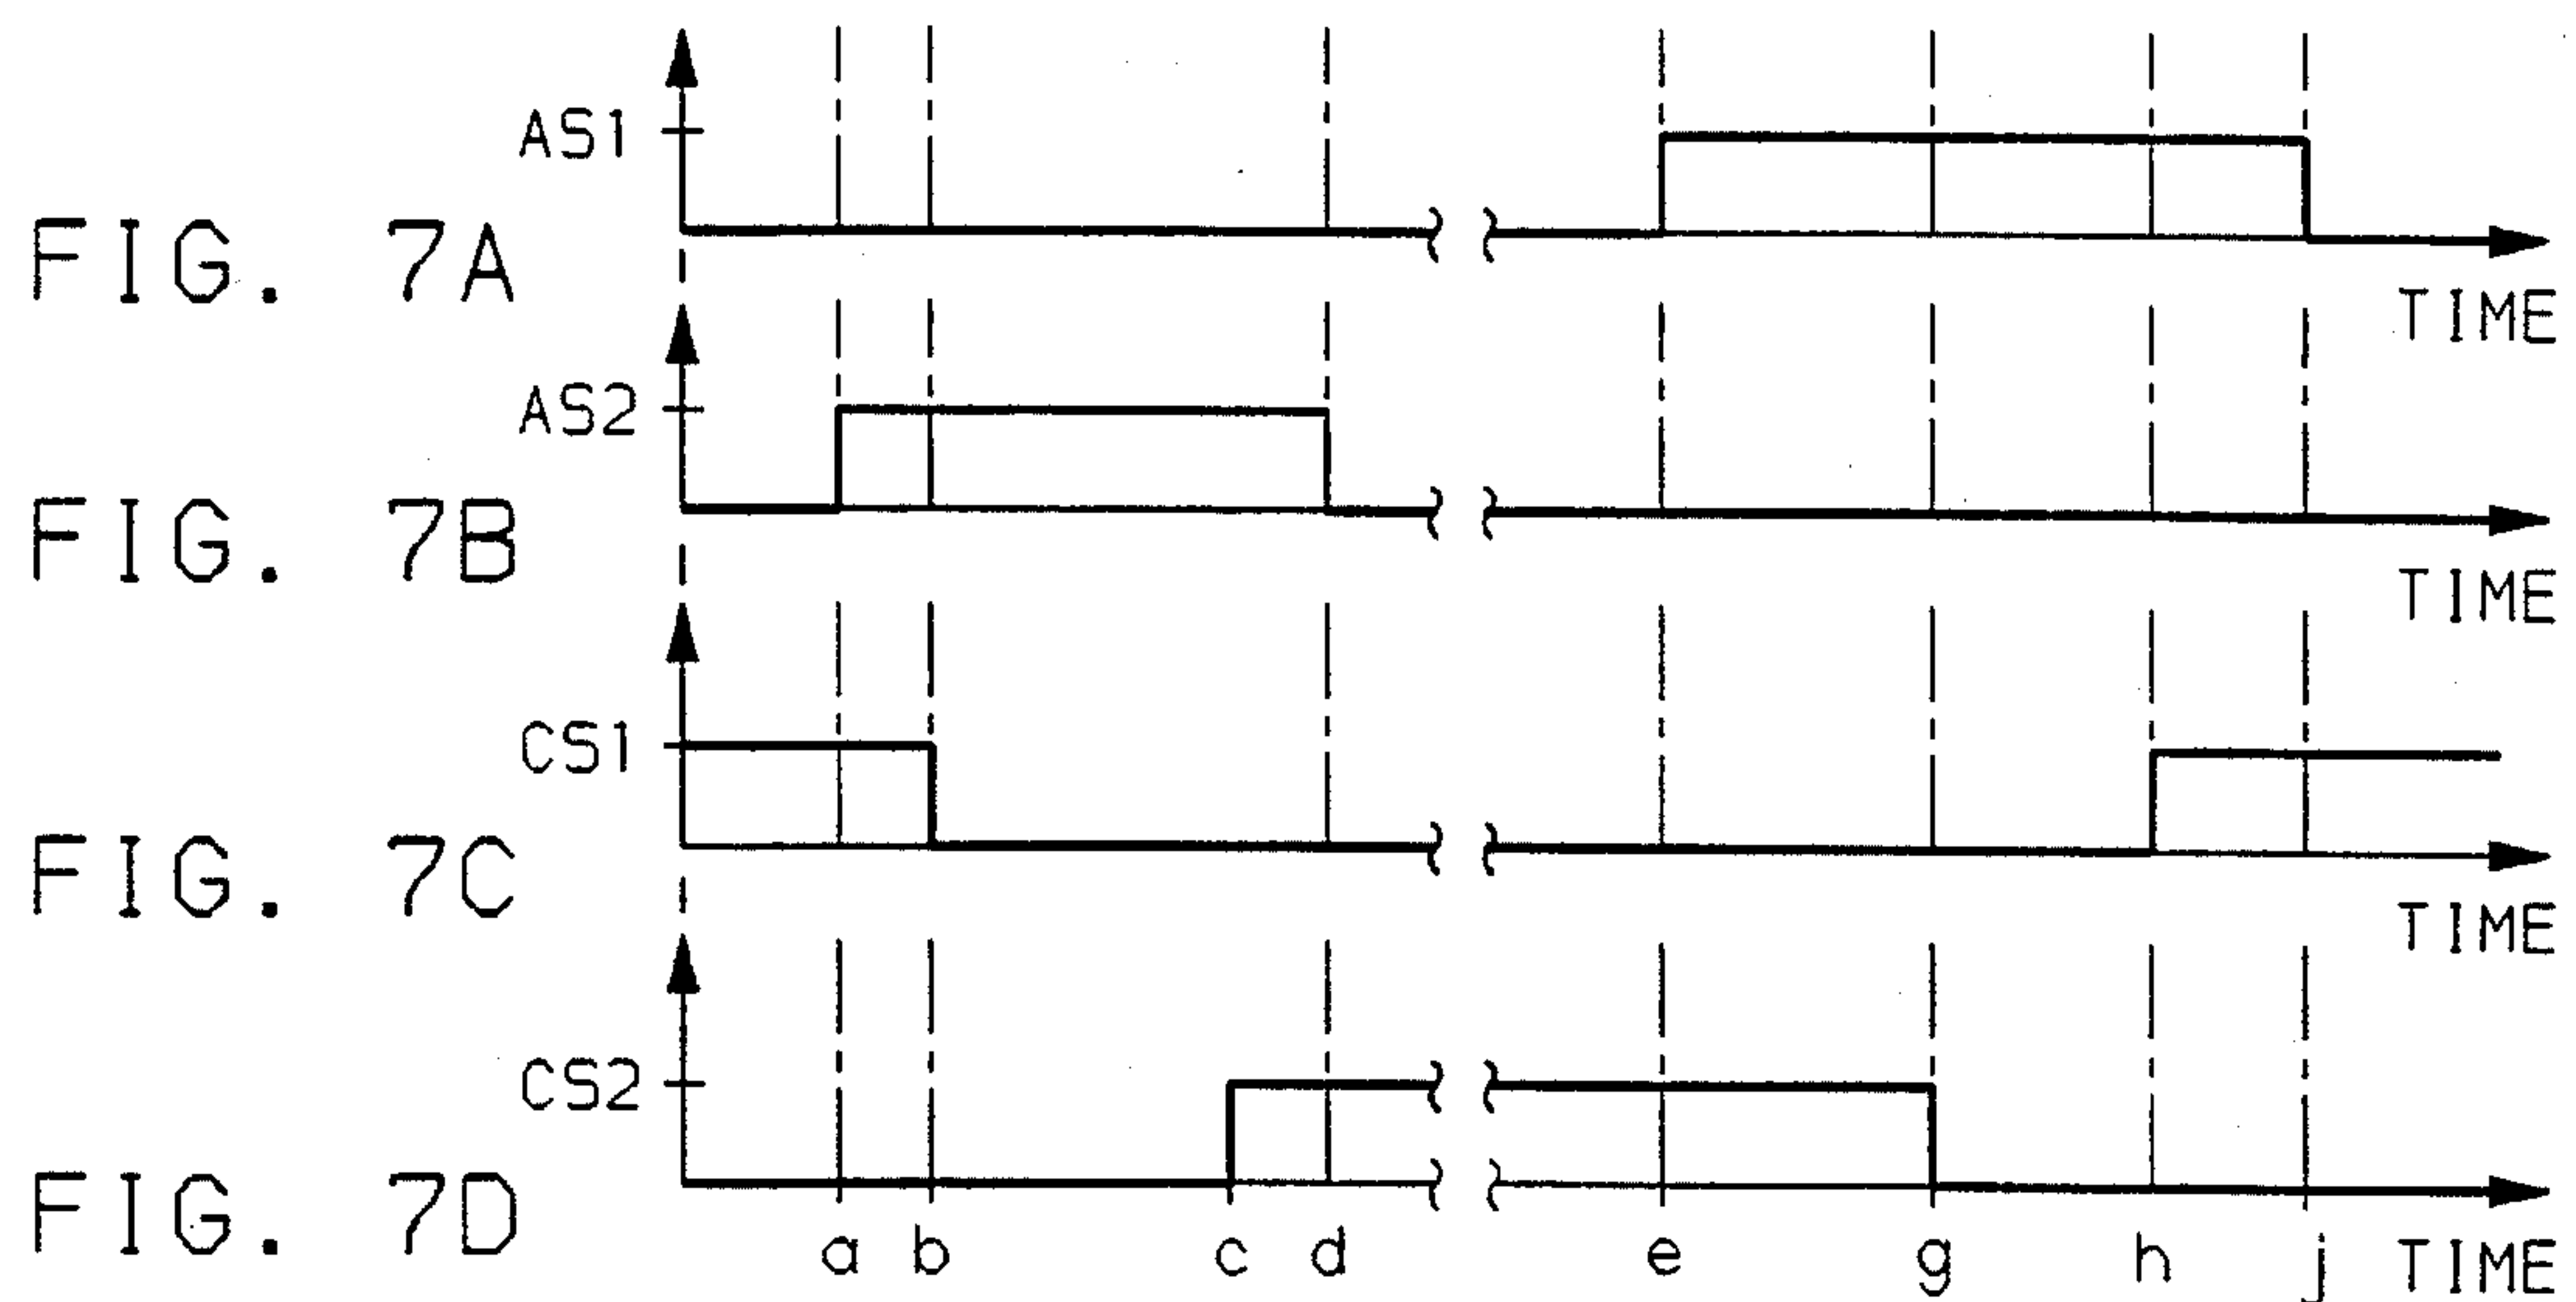 AS1
FIG. 7A
TIME
AS2
FIG. 7B
TIME
CS1
FIG. 7C
TIME
CS2
FIG. 7D
a b c d e g h j TIME